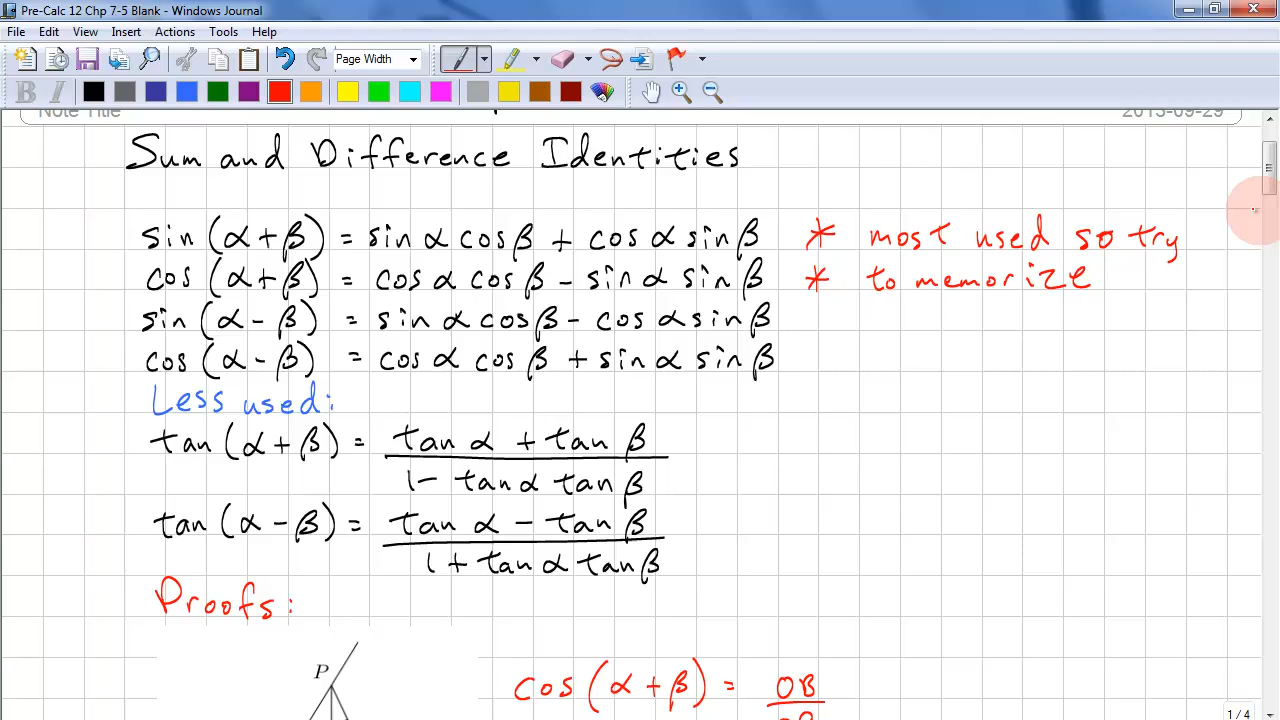 Pre-Calc 12 Chp 7-5 Blank - Windows Journal
File Edit View Insert Actions Tools Help
Page Width
B I
Note Title 2015-09-29
Sum and Difference Identities
sin (α + β) = sin α cos β + cos α sin β * most used so try
cos (α + β) = cos α cos β - sin α sin β * to memorize
sin (α - β) = sin α cos β - cos α sin β
cos (α - β) = cos α cos β + sin α sin β
Less used:
tan (α + β) = tan α + tan β
1 - tan α tan β
tan (α - β) = tan α - tan β
1 + tan α tan β
Proofs:
P
cos (α + β) = OB
1 / 4